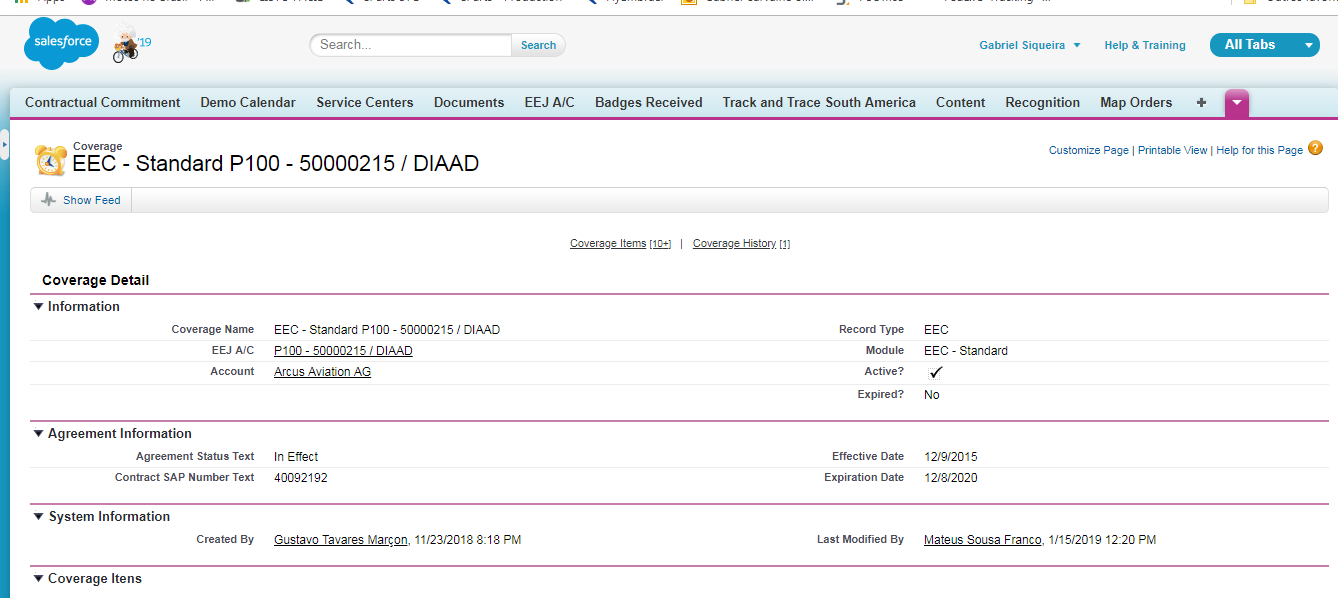 salesforce
'19
Search...
Search
Gabriel Siqueira
Help & Training
All Tabs
Contractual Commitment Demo Calendar Service Centers Documents EEJ A/C Badges Received Track and Trace South America Content Recognition Map Orders +
Coverage
EEC - Standard P100 - 50000215 / DIAAD
Customize Page | Printable View | Help for this Page ?
Show Feed
Coverage Items [10+] | Coverage History [1]
Coverage Detail
Information
Coverage Name EEC - Standard P100 - 50000215 / DIAAD Record Type EEC
EEJ A/C P100 - 50000215 / DIAAD Module EEC - Standard
Account Arcus Aviation AG Active?
Expired? No
Agreement Information
Agreement Status Text In Effect Effective Date 12/9/2015
Contract SAP Number Text 40092192 Expiration Date 12/8/2020
System Information
Created By Gustavo Tavares Marçon, 11/23/2018 8:18 PM Last Modified By Mateus Sousa Franco, 1/15/2019 12:20 PM
Coverage Itens